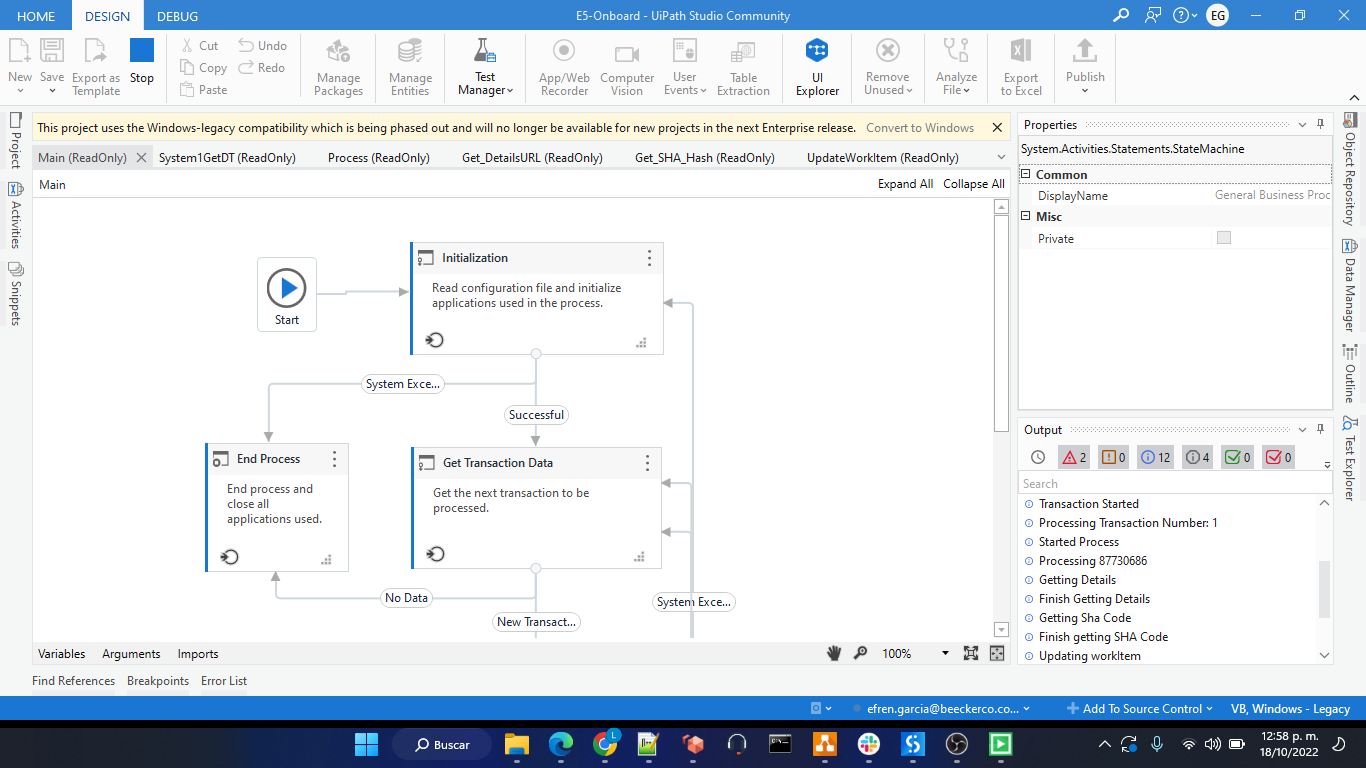 HOME DESIGN DEBUG E5-Onboard - UiPath Studio Community EG
New Save Export as Template Stop
Cut Undo
Copy Redo
Paste
Manage Packages
Manage Entities
Test Manager
App/Web Recorder
Computer Vision
User Events
Table Extraction
UI Explorer
Remove Unused
Analyze File
Export to Excel
Publish
This project uses the Windows-legacy compatibility which is being phased out and will no longer be available for new projects in the next Enterprise release. Convert to Windows
Main (ReadOnly) System1GetDT (ReadOnly) Process (ReadOnly) Get_DetailsURL (ReadOnly) Get_SHA_Hash (ReadOnly) UpdateWorkItem (ReadOnly)
Main Expand All Collapse All
Project
Activities
Snippets
Start
Initialization
Read configuration file and initialize
applications used in the process.
System Exce...
Successful
End Process
End process and
close all
applications used.
Get Transaction Data
Get the next transaction to be
processed.
No Data
New Transact...
System Exce...
Variables Arguments Imports 100%
Find References Breakpoints Error List
Properties
System.Activities.Statements.StateMachine
Common
DisplayName General Business Proc
Misc
Private
Output
2 0 12 4 0 0
Search
Transaction Started
Processing Transaction Number: 1
Started Process
Processing 87730686
Getting Details
Finish Getting Details
Getting Sha Code
Finish getting SHA Code
Updating workItem
Object Repository
Data Manager
Outline
Test Explorer
efren.garcia@beeckerco.co... Add To Source Control VB, Windows - Legacy
Buscar
L
12:58 p. m.
18/10/2022